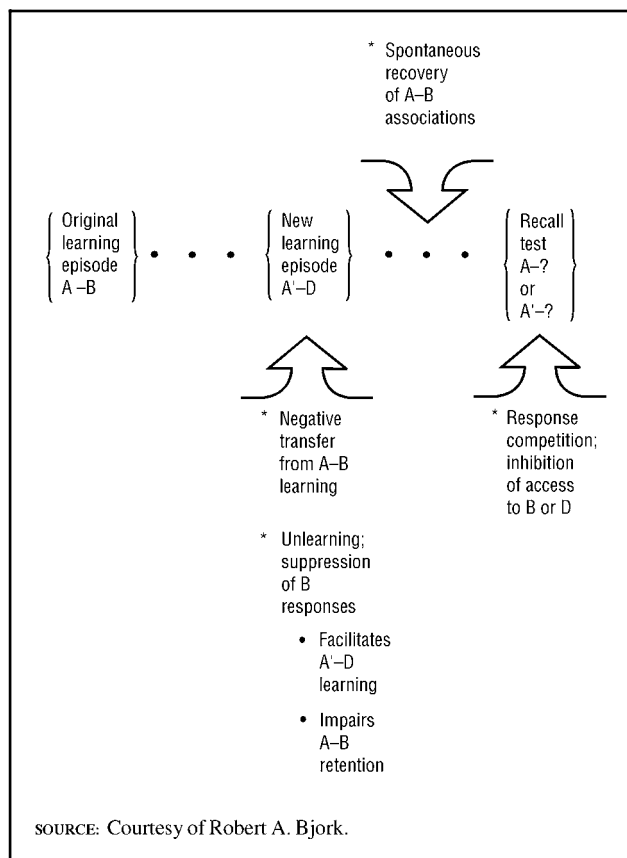 * Spontaneous
recovery
of A–B
associations
Original
learning
episode
A –B
New
learning
episode
A'–D
Recall
test
A–?
or
A'–?
* Negative
transfer
from A–B
learning
* Unlearning;
suppression
of B
responses
• Facilitates
A'–D
learning
• Impairs
A–B
retention
* Response
competition;
inhibition
of access
to B or D
SOURCE: Courtesy of Robert A. Bjork.